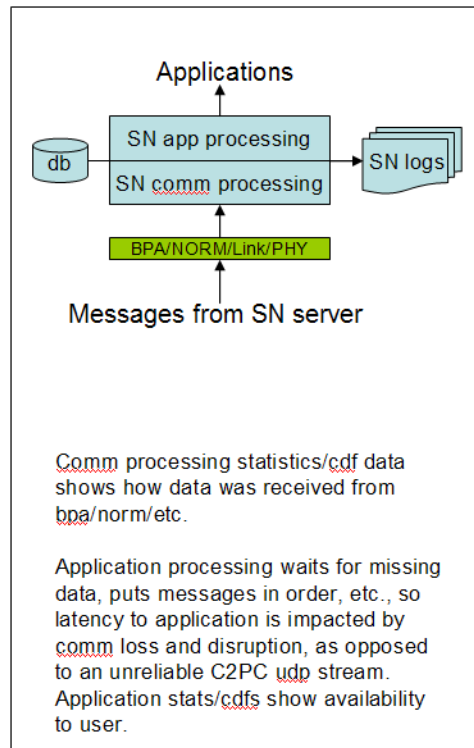 Applications
SN app processing
db
SN logs
SN comm processing
BPA/NORM/Link/PHY
Messages from SN server
Comm processing statistics/cdf data
shows how data was received from
bpa/norm/etc.
Application processing waits for missing
data, puts messages in order, etc., so
latency to application is impacted by
comm loss and disruption, as opposed
to an unreliable C2PC udp stream.
Application stats/cdfs show availability
to user.